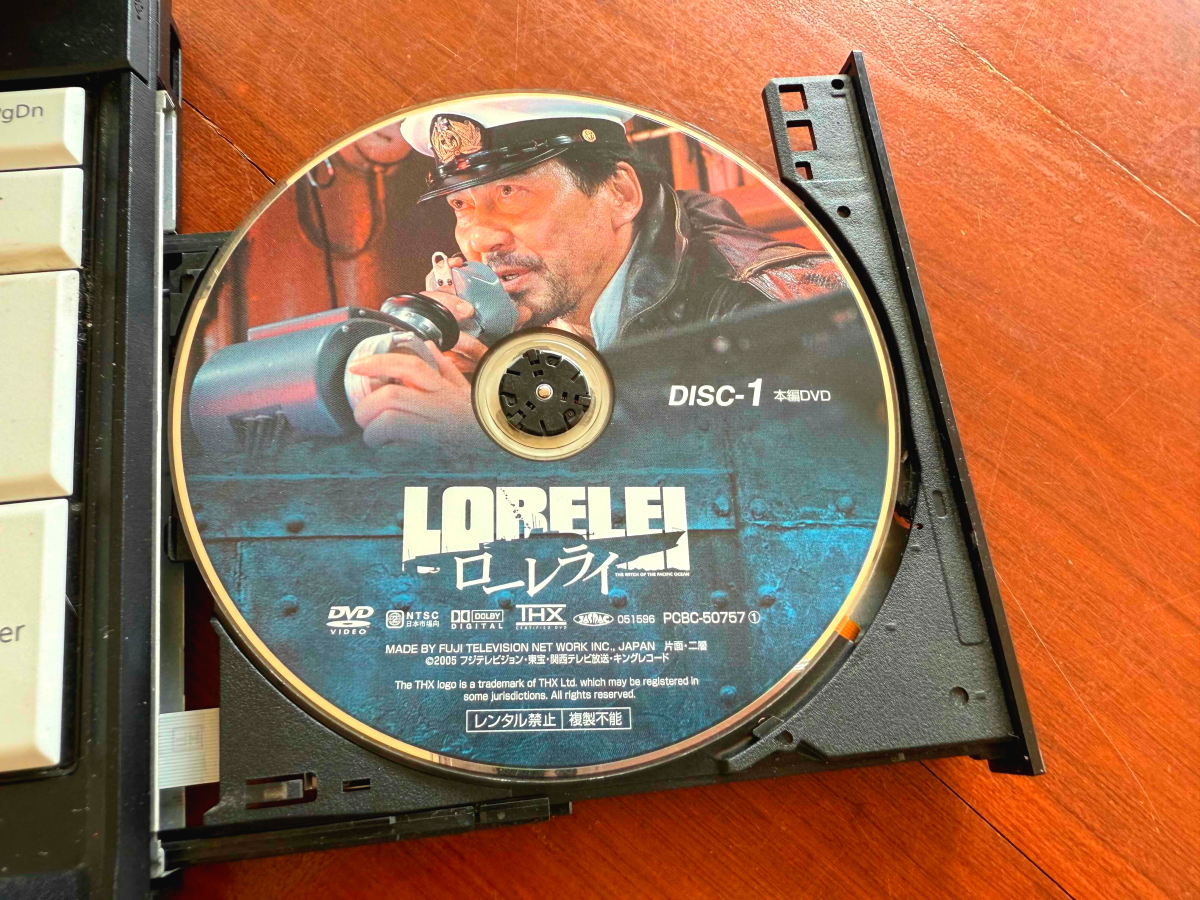 gDn
er
DISC-1 本編DVD
LORELEI
ローレライ
THE WITCH OF THE PACIFIC OCEAN
DVD VIDEO
NTSC 日本市場向
DOLBY DIGITAL
THX
CERTIFIED DVD
JASRAC 051596 PCBC-50757 ①
MADE BY FUJI TELEVISION NET WORK INC., JAPAN 片面・二層
©2005 フジテレビジョン・東宝・関西テレビ放送・キングレコード
The THX logo is a trademark of THX Ltd. which may be registered in
some jurisdictions. All rights reserved.
レンタル禁止 複製不能